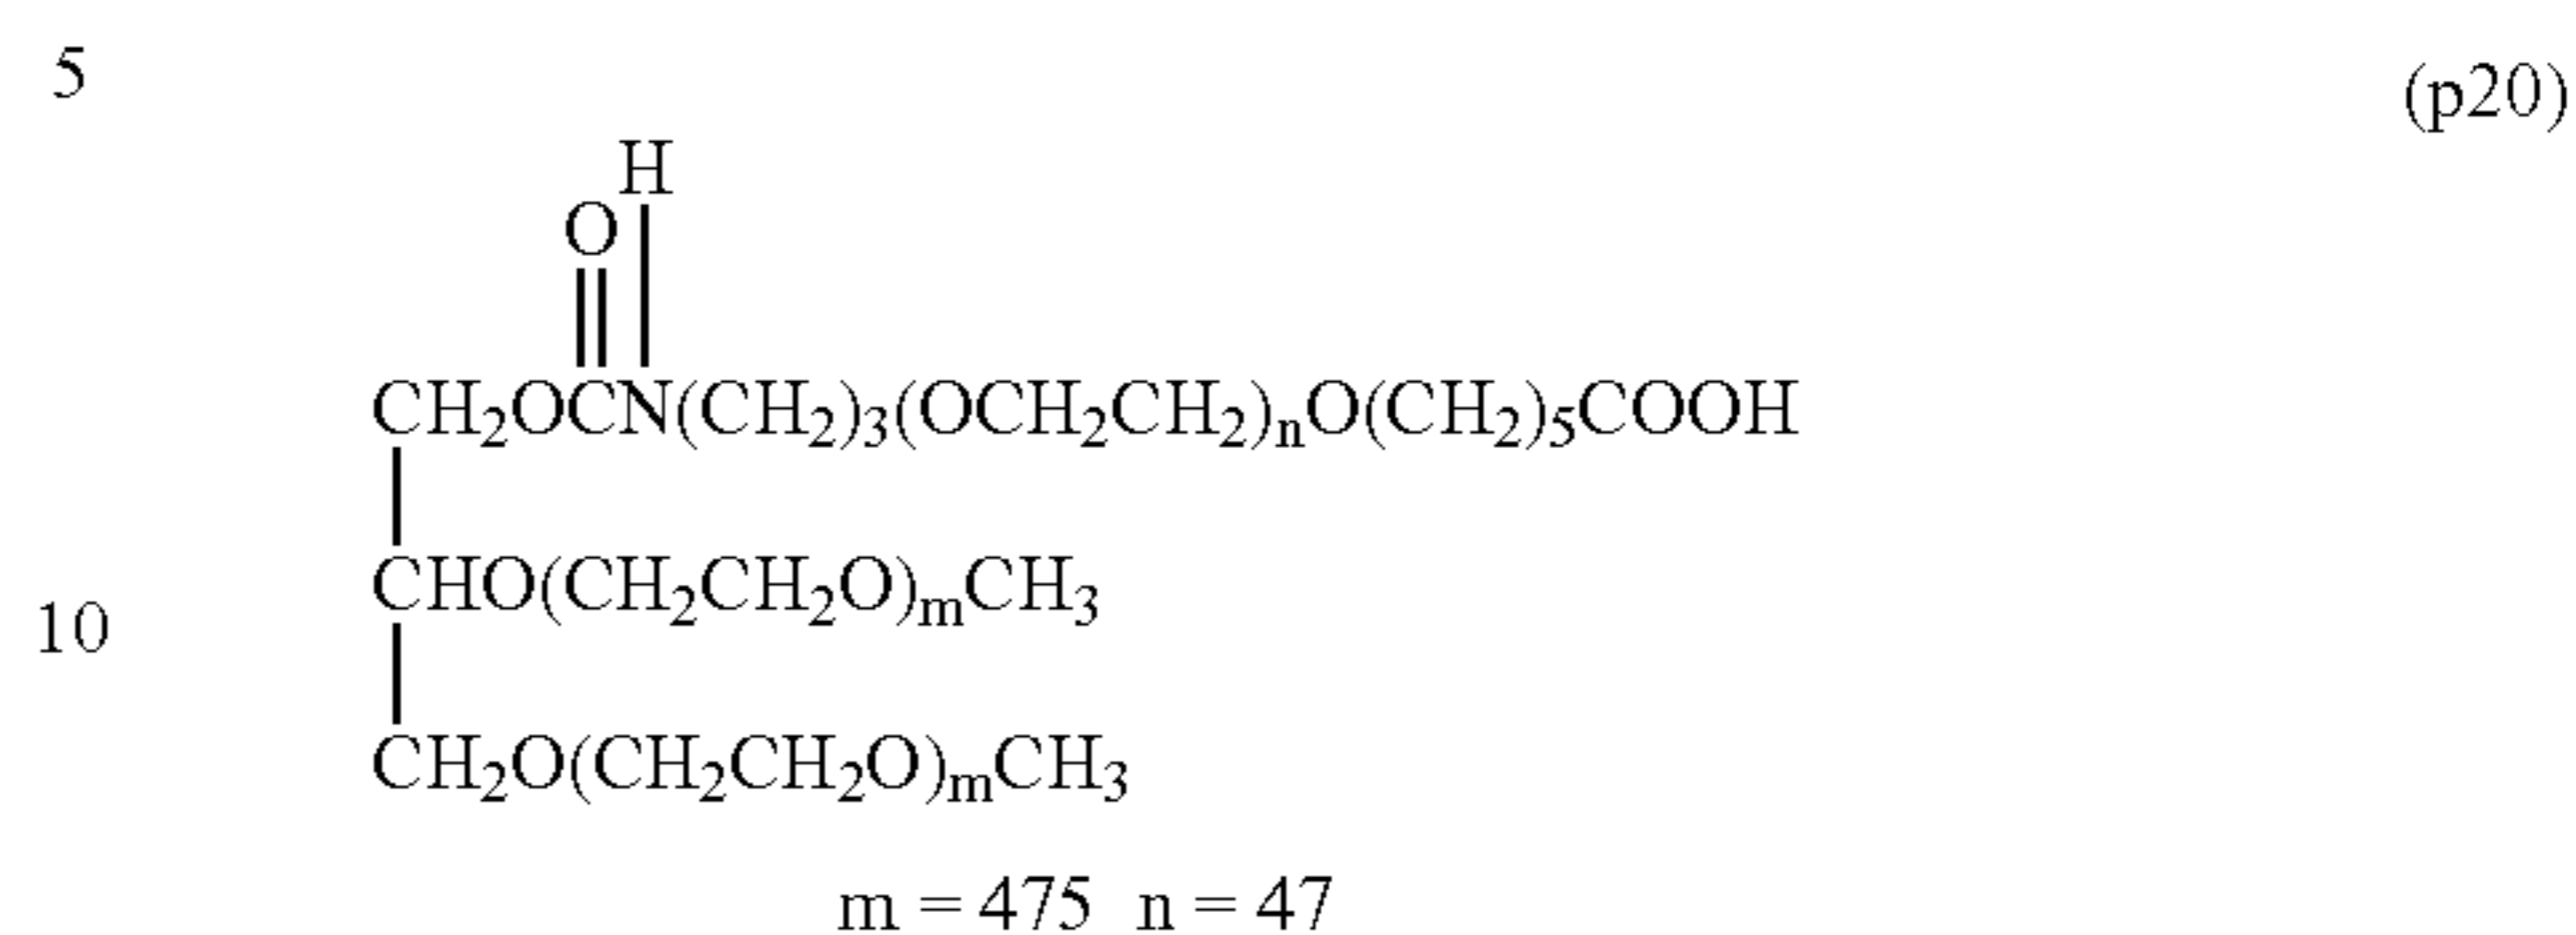 5
(p20)
H
O
CH₂OCN(CH₂)₃(OCH₂CH₂)ₙO(CH₂)₅COOH
CHO(CH₂CH₂O)ₘCH₃
10
CH₂O(CH₂CH₂O)ₘCH₃
m = 475 n = 47